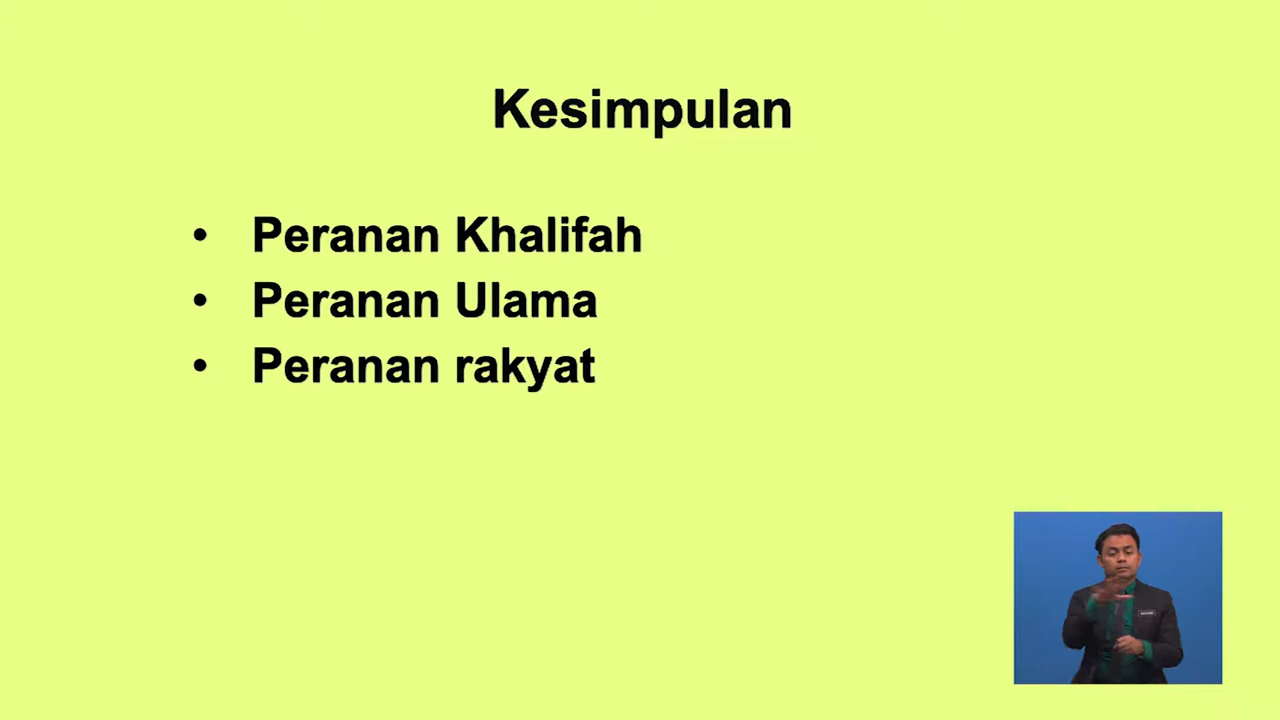 Kesimpulan
• Peranan Khalifah
• Peranan Ulama
• Peranan rakyat